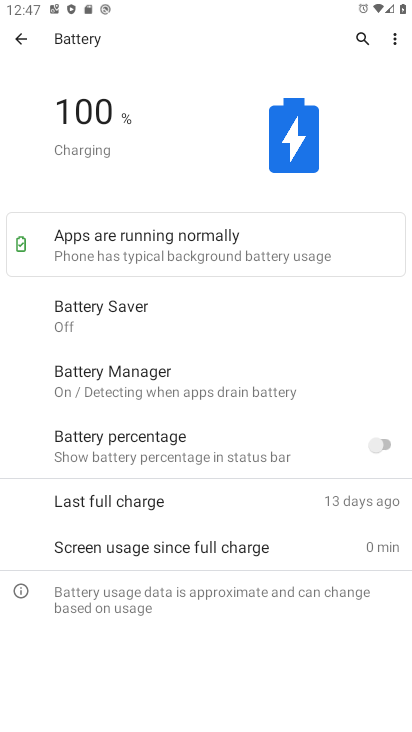 12:47
Battery
100 %
Charging
Apps are running normally
Phone has typical background battery usage
Battery Saver
Off
Battery Manager
On / Detecting when apps drain battery
Battery percentage
Show battery percentage in status bar
Last full charge 13 days ago
Screen usage since full charge 0 min
Battery usage data is approximate and can change
based on usage